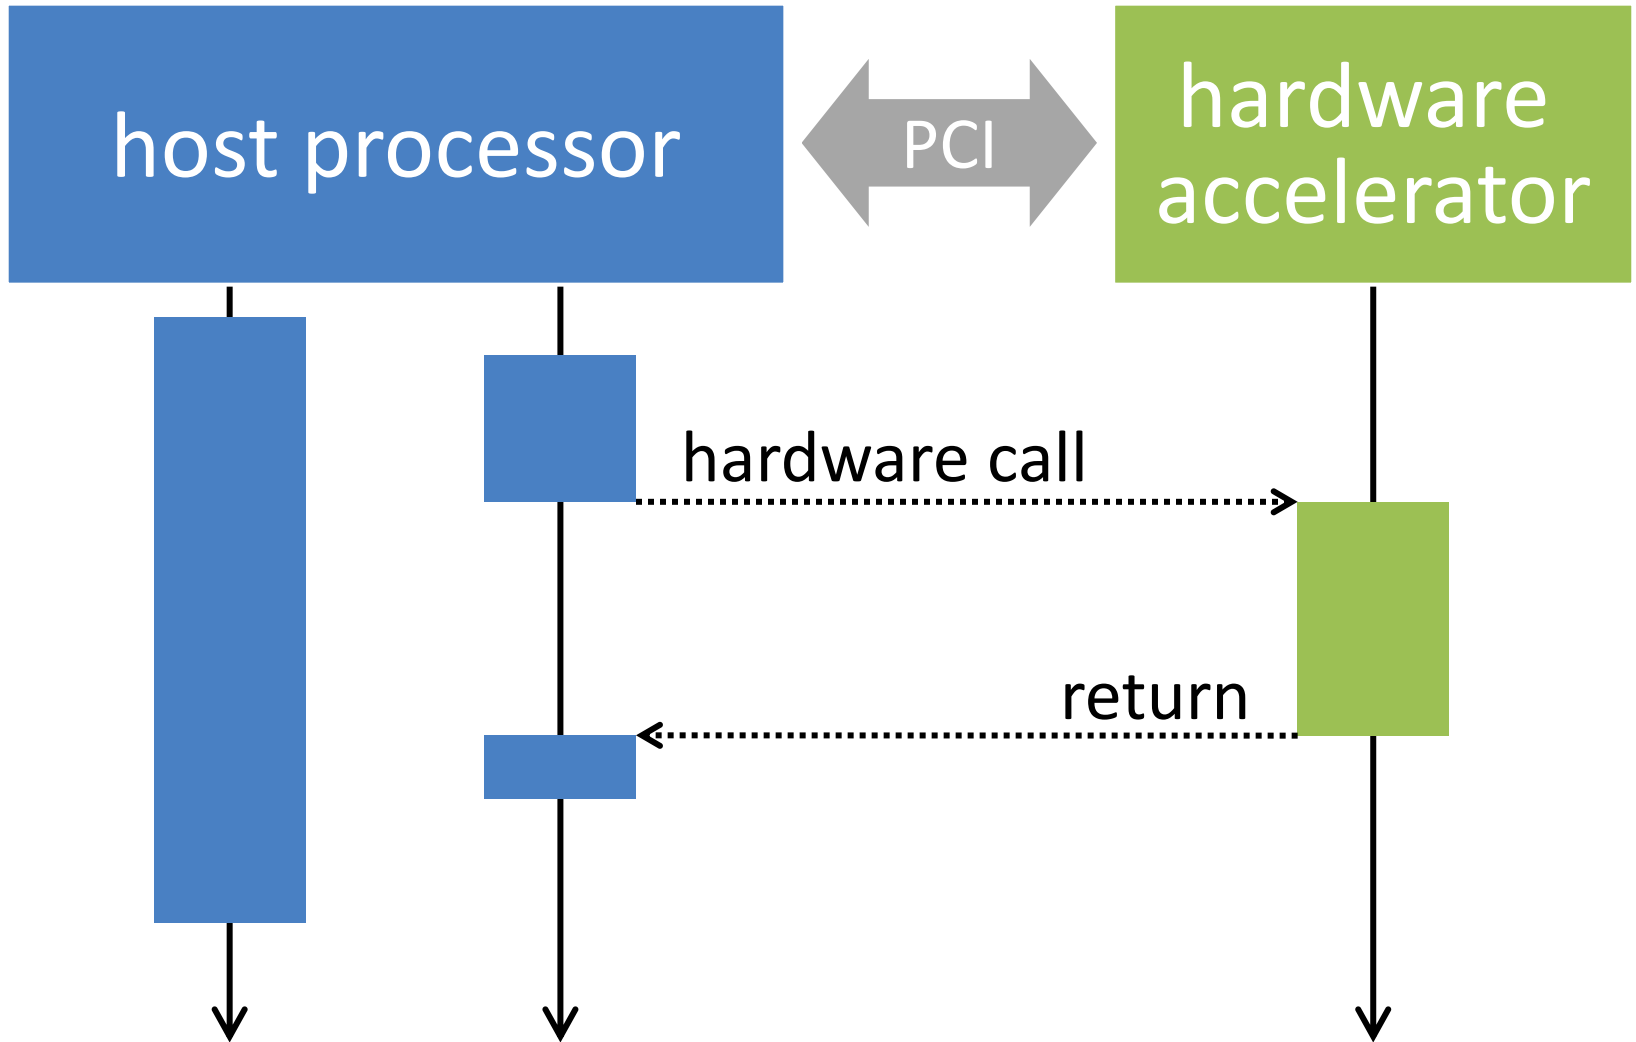 host processor
PCI
hardware
accelerator
hardware call
return